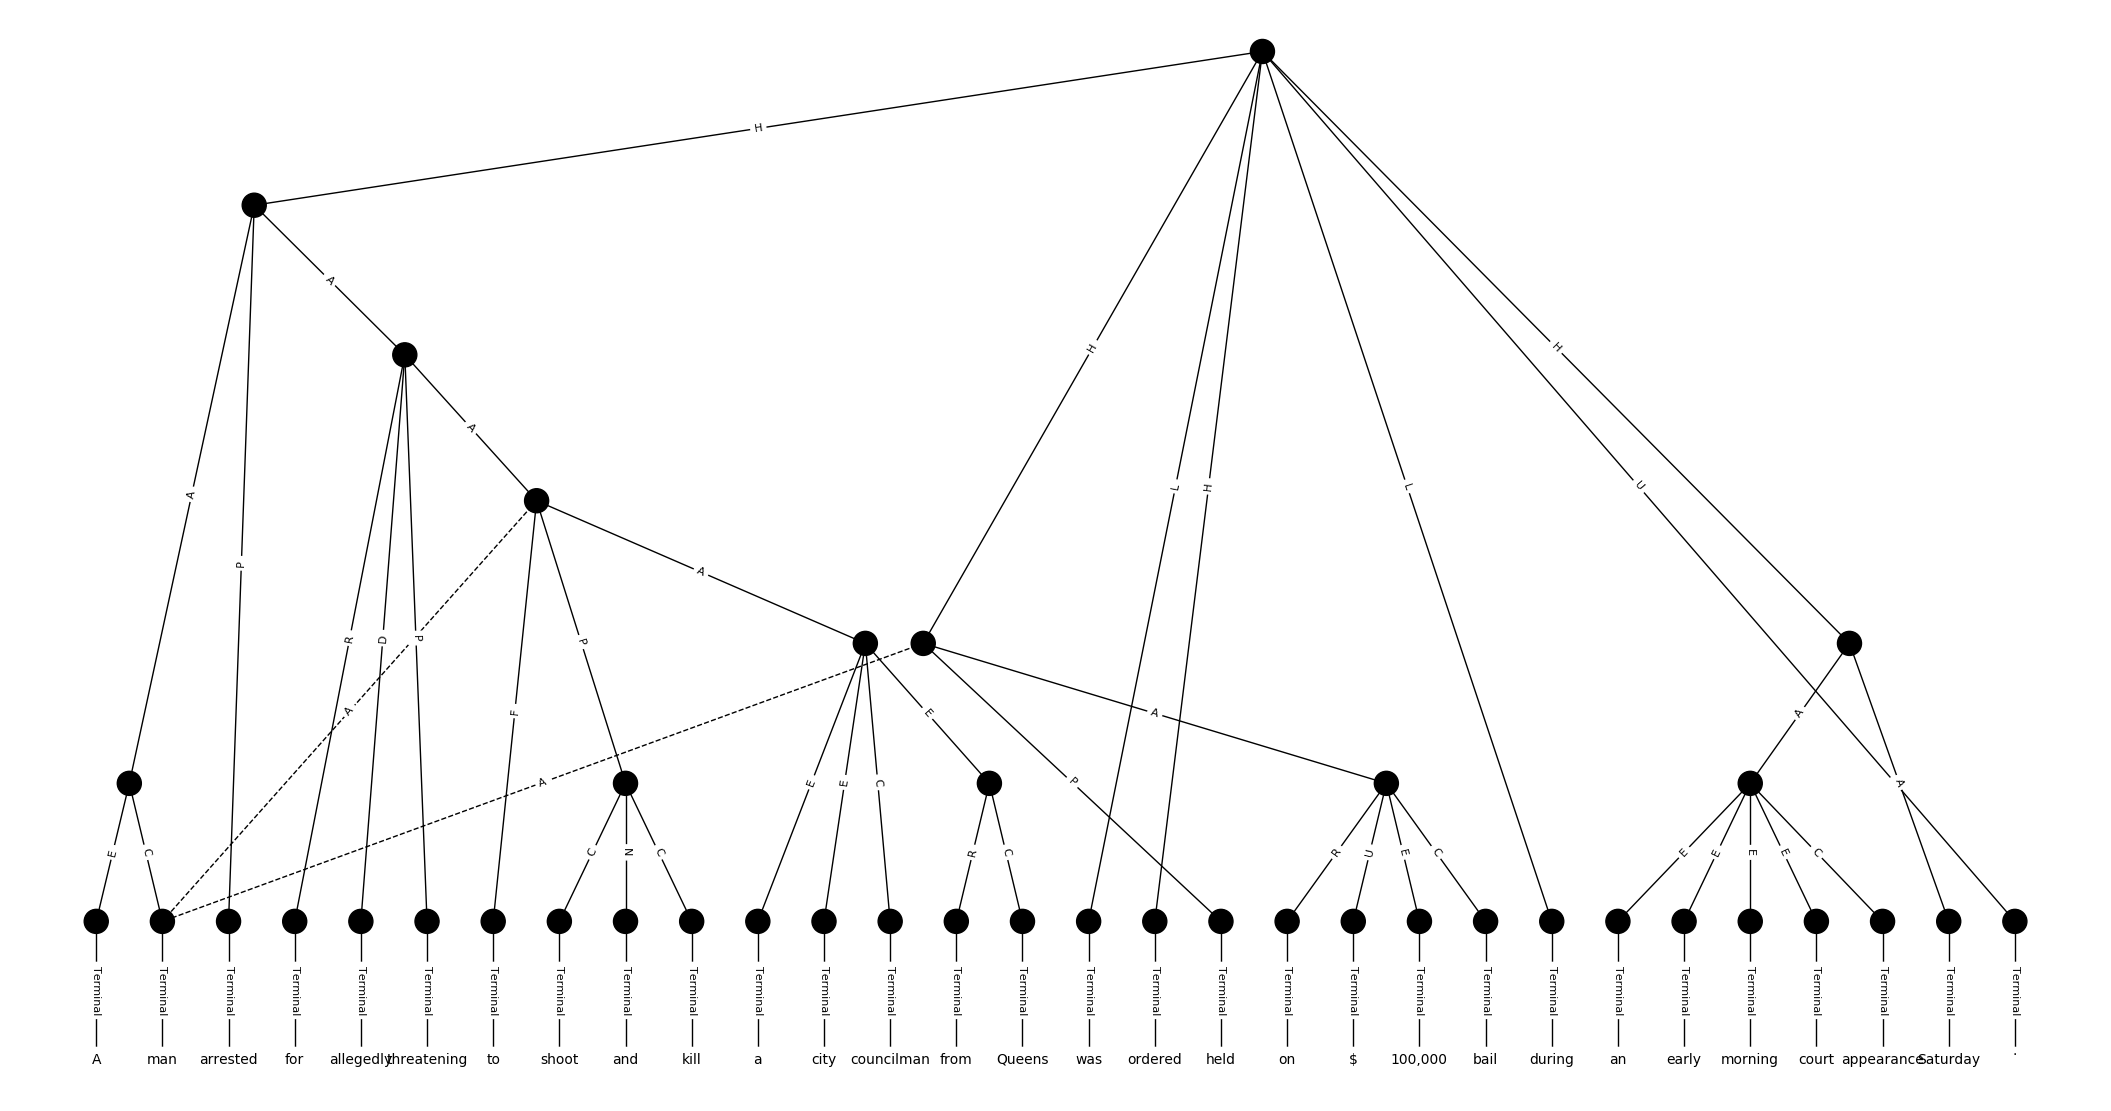 H
A
A
H
H
A
P
L
H
L
U
A
R
D
P
F
P
A
A
A
A
E
E
C
E
P
A
A
E
C
C
N
C
R
C
R
U
E
C
E
E
E
E
C
Terminal Terminal Terminal Terminal Terminal Terminal Terminal Terminal Terminal Terminal Terminal Terminal Terminal Terminal Terminal Terminal Terminal Terminal Terminal Terminal Terminal Terminal Terminal Terminal Terminal Terminal Terminal Terminal Terminal Terminal
A man arrested for allegedly threatening to shoot and kill a city councilman from Queens was ordered held on $ 100,000 bail during an early morning court appearance Saturday .